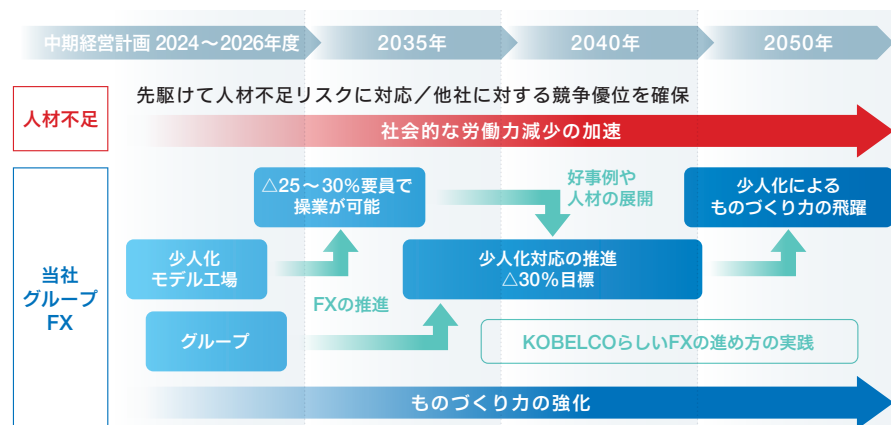 中期経営計画 2024～2026年度
2035年
2040年
2050年
人材不足
先駆けて人材不足リスクに対応／他社に対する競争優位を確保
社会的な労働力減少の加速
当社
グループ
FX
△25～30%要員で
操業が可能
好事例や
人材の展開
少人化による
ものづくり力の飛躍
少人化
モデル工場
少人化対応の推進
△30%目標
FXの推進
グループ
KOBELCOらしいFXの進め方の実践
ものづくり力の強化